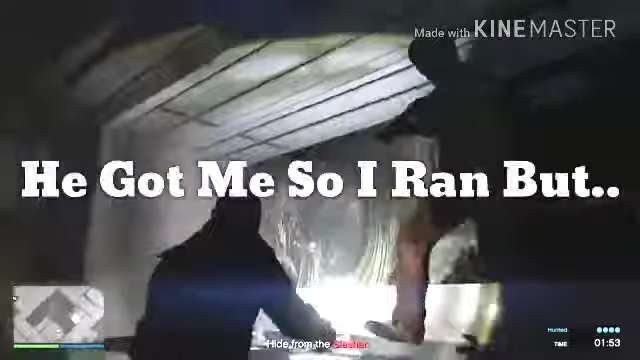 Made with KINEMASTER
He Got Me So I Ran But..
Hunted
TIME 01:53
Hide from the Slasher